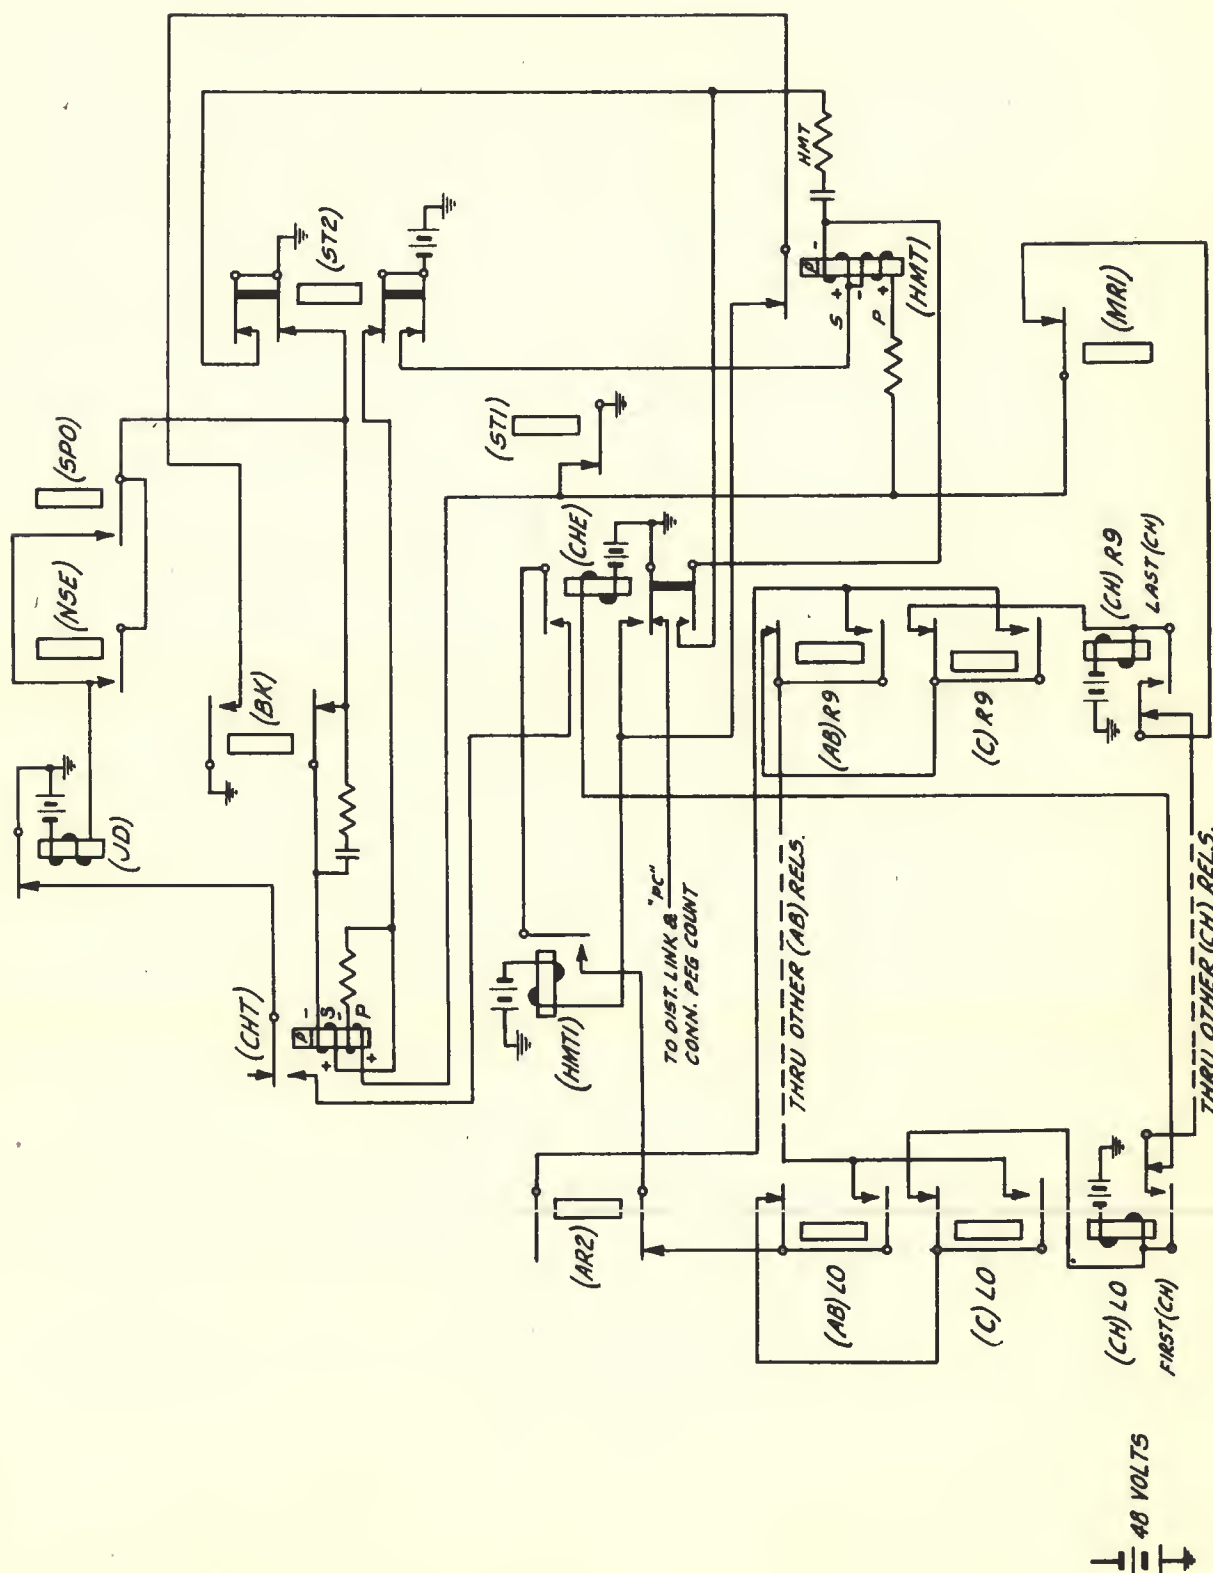 (SPO)
(NSE)
(BK)
(JD)
(CHT)
-
S
-
P
+
+
(ST2)
HMT
-
S +
-
P +
(HMT)
(ST1)
(CHE)
(MR1)
(HMT1)
TO DIST. LINK & "PC"
CONN. PEG COUNT
(AB) R9
(C) R9
(CH) R9
LAST (CH)
THRU OTHER (AB) RELS.
THRU OTHER (CH) RELS.
(AR2)
(AB) LO
(C) LO
(CH) LO
FIRST (CH)
48 VOLTS